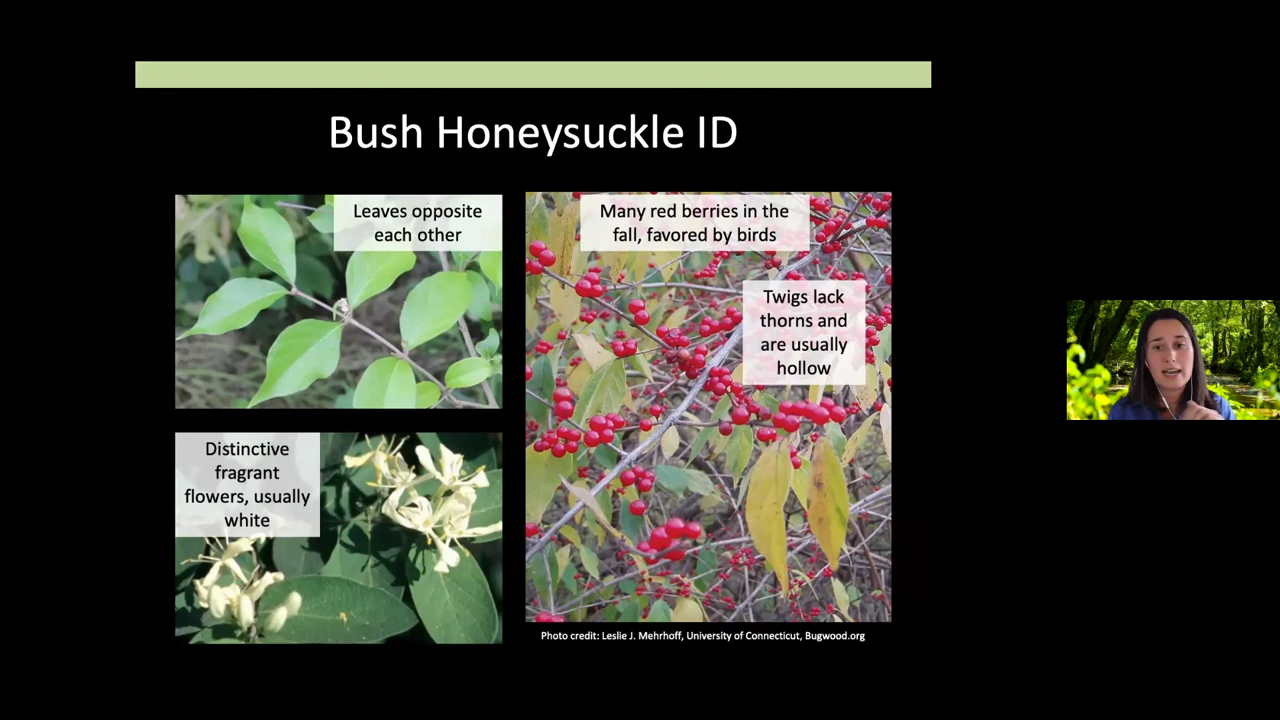 Bush Honeysuckle ID
Leaves opposite
each other
Many red berries in the
fall, favored by birds
Twigs lack
thorns and
are usually
hollow
Distinctive
fragrant
flowers, usually
white
Photo credit: Leslie J. Mehrhoff, University of Connecticut, Bugwood.org